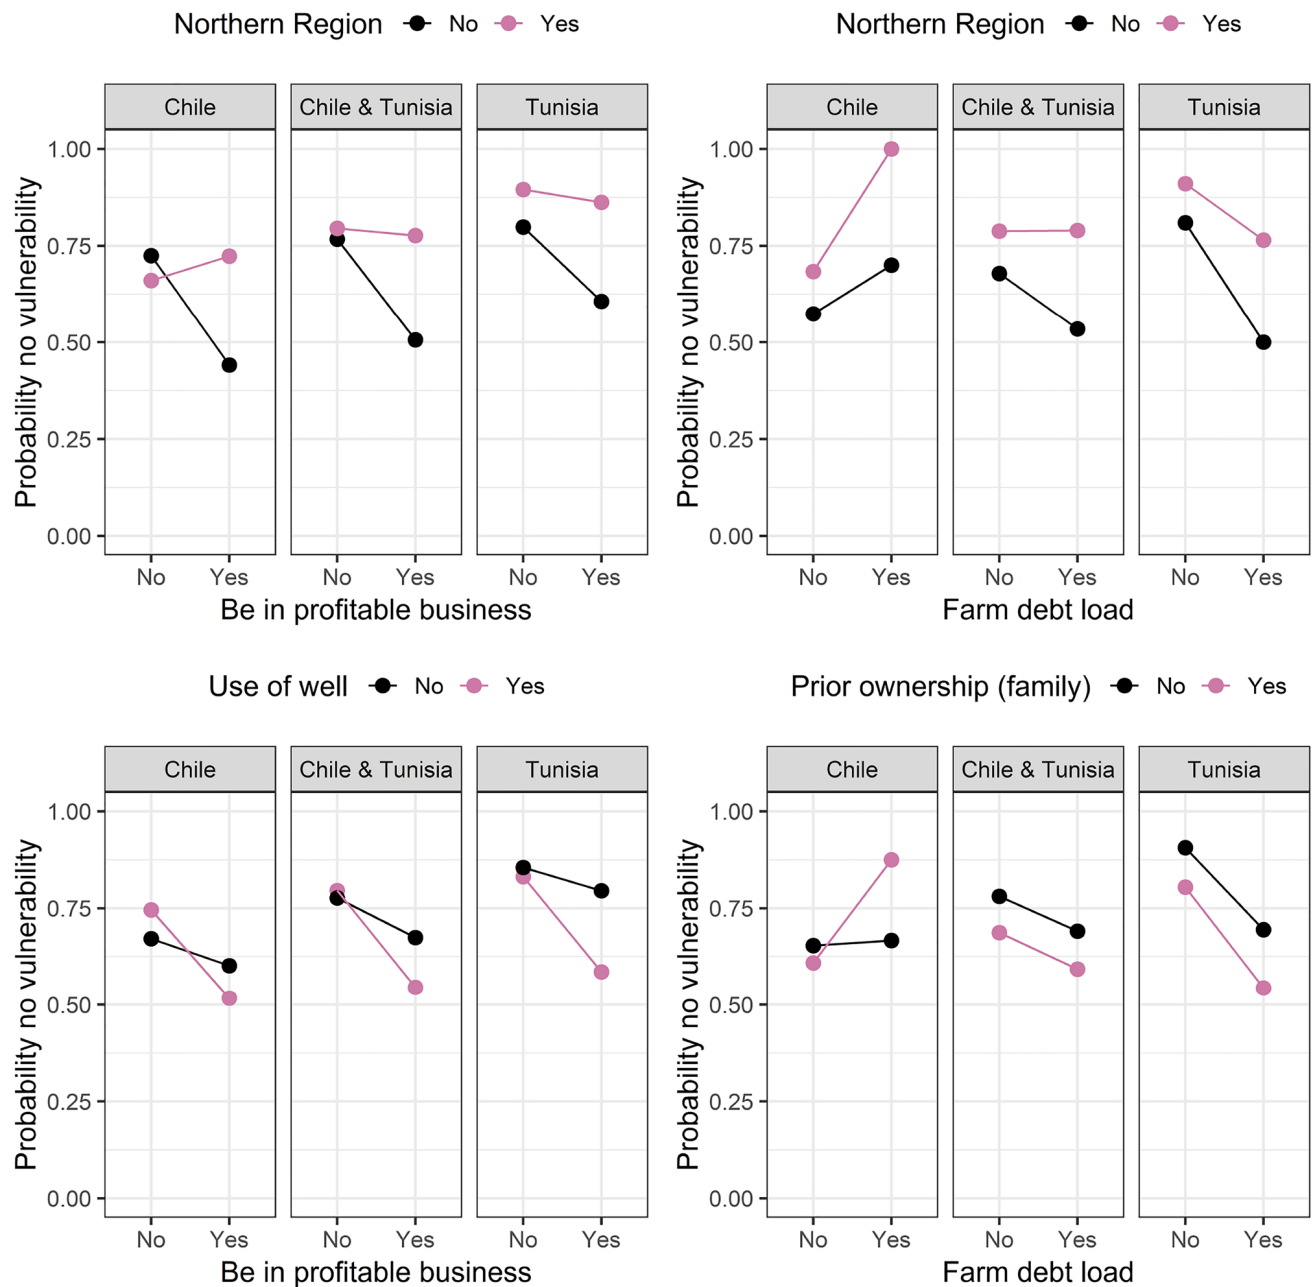 Northern Region No Yes
Chile Chile & Tunisia Tunisia
Probability no vulnerability
1.00
0.75
0.50
0.25
0.00
No Yes No Yes No Yes
Be in profitable business
Northern Region No Yes
Chile Chile & Tunisia Tunisia
Probability no vulnerability
1.00
0.75
0.50
0.25
0.00
No Yes No Yes No Yes
Farm debt load
Use of well No Yes
Chile Chile & Tunisia Tunisia
Probability no vulnerability
1.00
0.75
0.50
0.25
0.00
No Yes No Yes No Yes
Be in profitable business
Prior ownership (family) No Yes
Chile Chile & Tunisia Tunisia
Probability no vulnerability
1.00
0.75
0.50
0.25
0.00
No Yes No Yes No Yes
Farm debt load